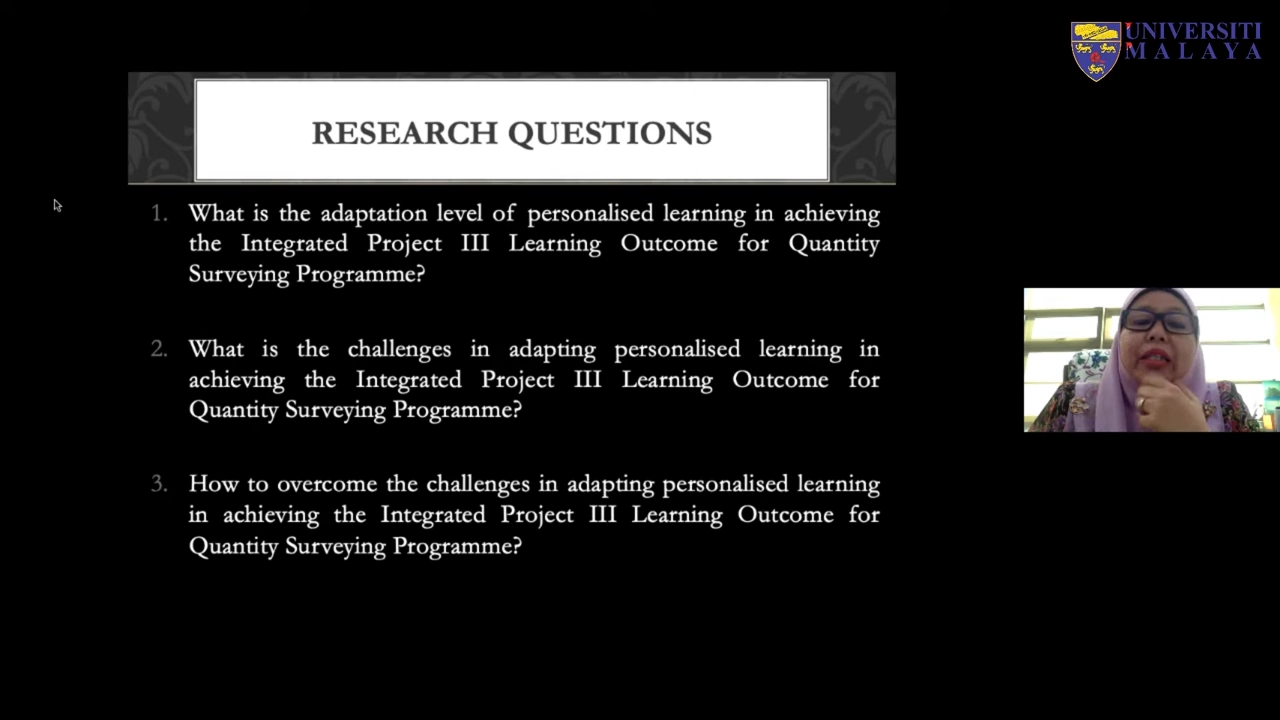 UNIVERSITI
MALAYA
RESEARCH QUESTIONS
1. What is the adaptation level of personalised learning in achieving
the Integrated Project III Learning Outcome for Quantity
Surveying Programme?
2. What is the challenges in adapting personalised learning in
achieving the Integrated Project III Learning Outcome for
Quantity Surveying Programme?
3. How to overcome the challenges in adapting personalised learning
in achieving the Integrated Project III Learning Outcome for
Quantity Surveying Programme?